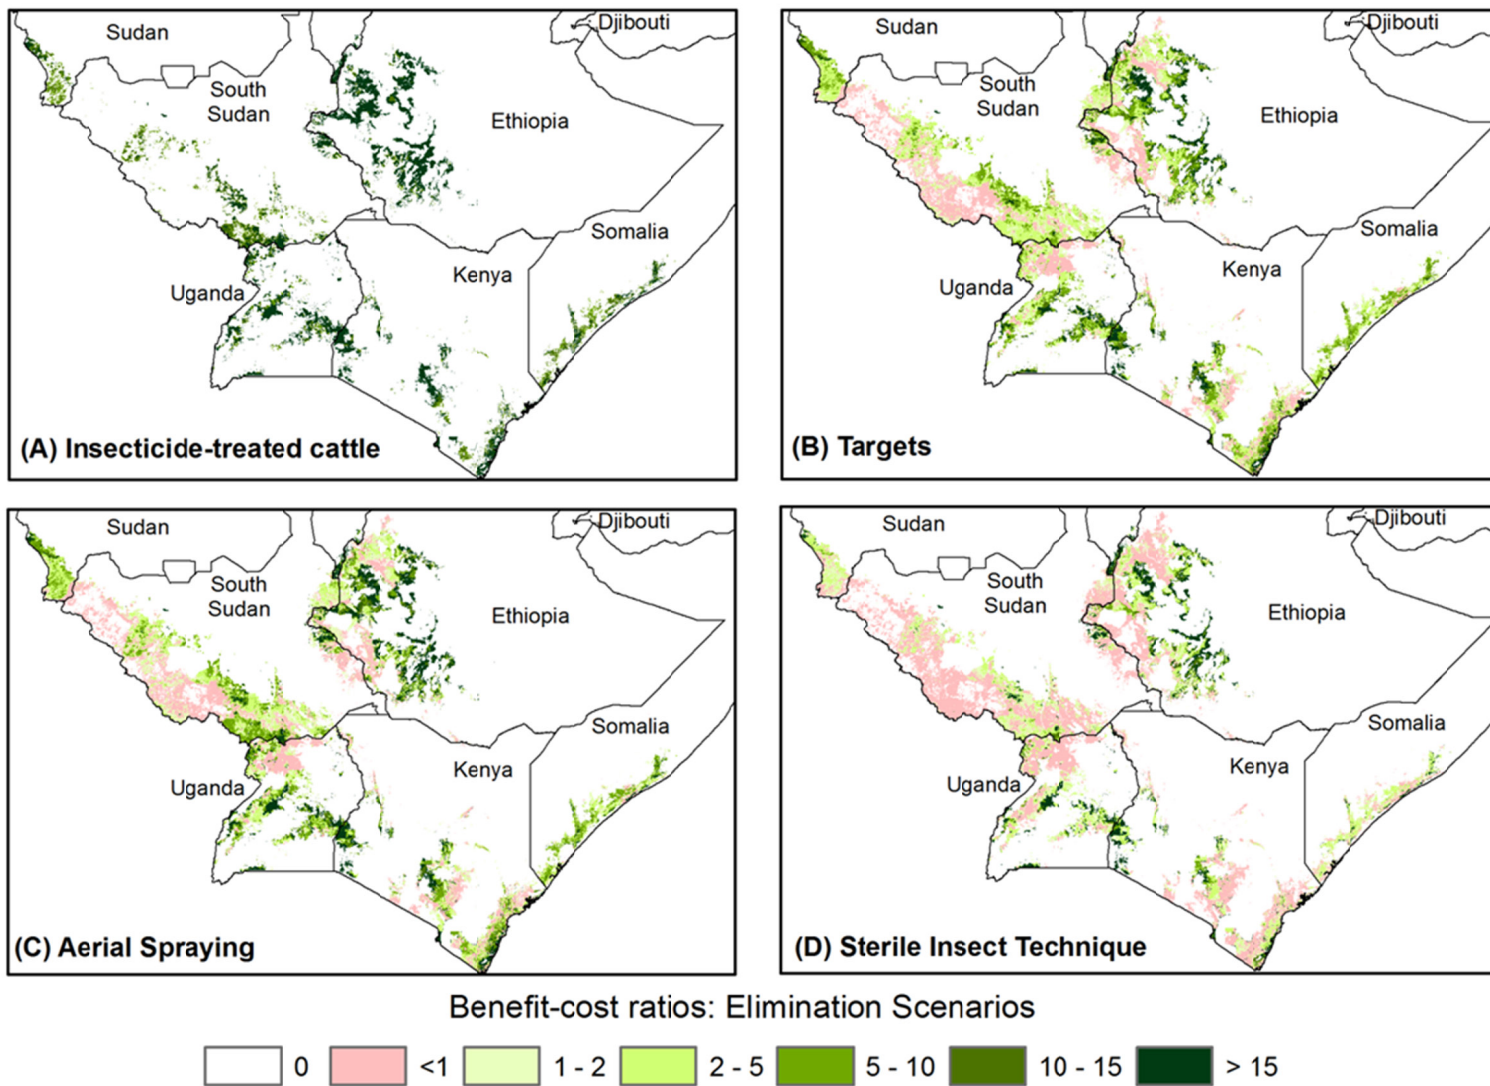 Sudan
Djibouti
South
Sudan
Ethiopia
Somalia
Kenya
Uganda
(A) Insecticide-treated cattle
Sudan
Djibouti
South
Sudan
Ethiopia
Somalia
Kenya
Uganda
(B) Targets
Sudan
Djibouti
South
Sudan
Ethiopia
Somalia
Kenya
Uganda
(C) Aerial Spraying
Sudan
Djibouti
South
Sudan
Ethiopia
Somalia
Kenya
Uganda
(D) Sterile Insect Technique
Benefit-cost ratios: Elimination Scenarios
0 <1 1 - 2 2 - 5 5 - 10 10 - 15 > 15